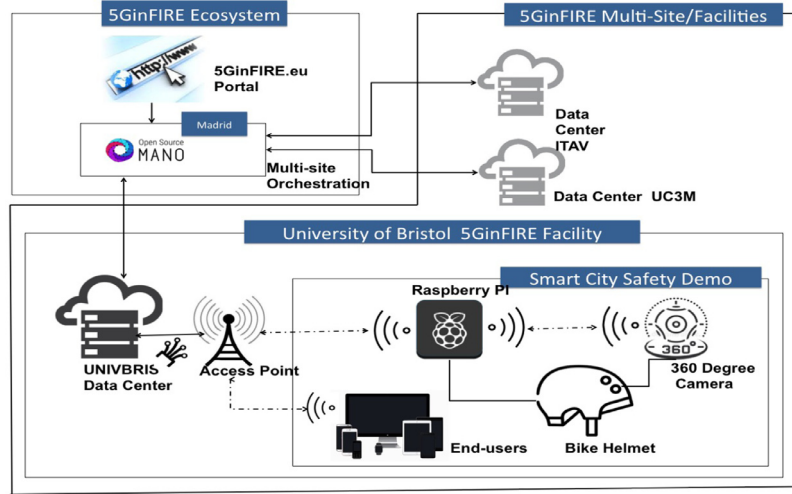 5GinFIRE Ecosystem
5GinFIRE Multi-Site/Facilities
http://www
5GinFIRE.eu
Portal
Madrid
Open Source
MANO
Multi-site
Orchestration
Data
Center
ITAV
Data Center UC3M
University of Bristol 5GinFIRE Facility
Smart City Safety Demo
Raspberry PI
UNIVBRIS
Data Center
Access Point
360°
360 Degree
Camera
End-users
Bike Helmet